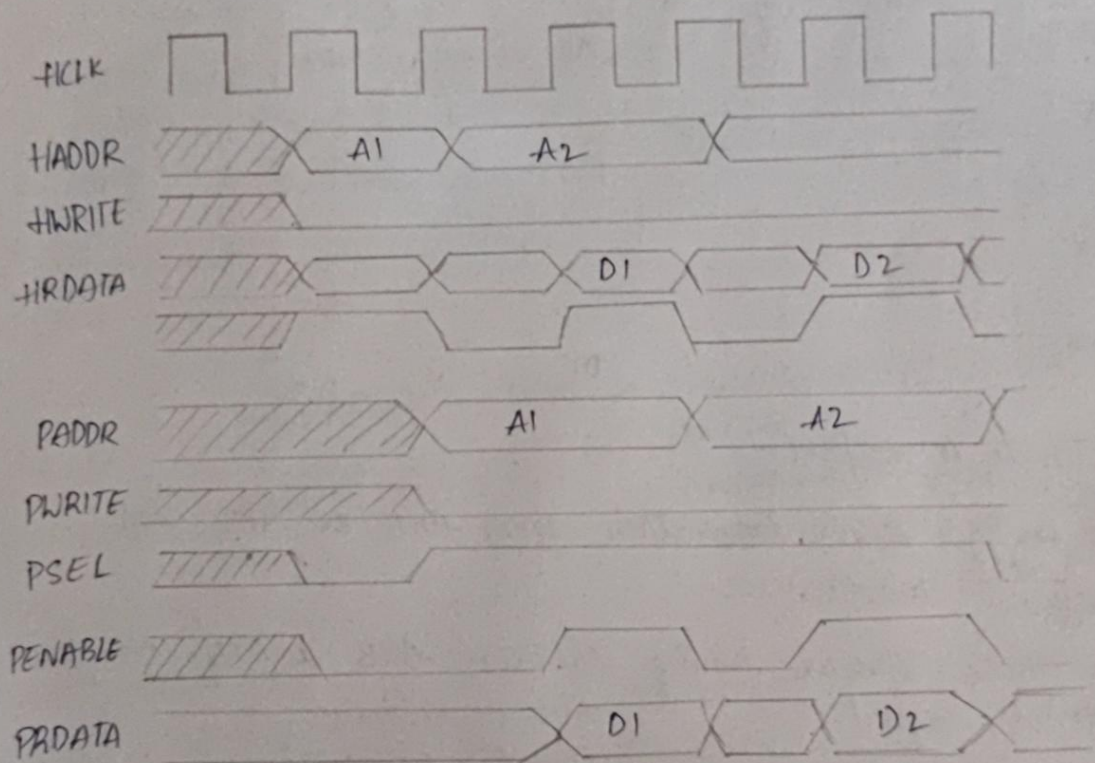 HCLK
HADDR A1 A2
HWRITE
HRDATA D1 D2
PADDR A1 A2
PWRITE
PSEL
PENABLE
PRDATA D1 D2